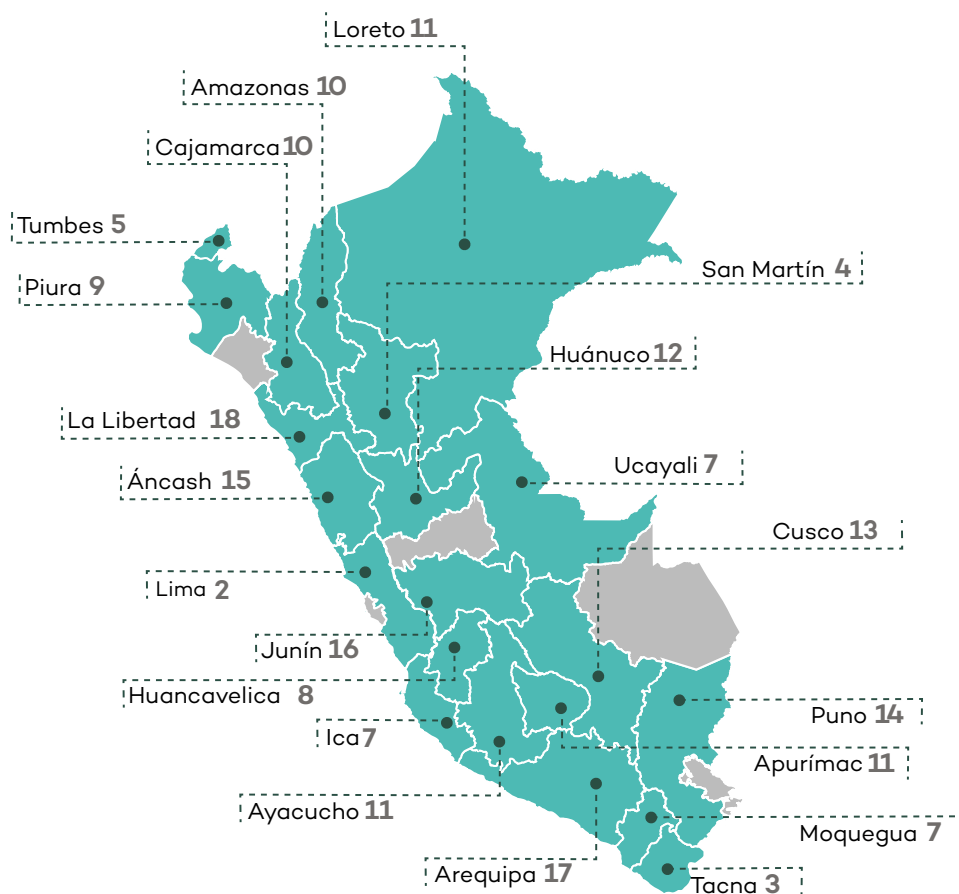 Loreto 11
Amazonas 10
Cajamarca 10
Tumbes 5
San Martín 4
Piura 9
Huánuco 12
La Libertad 18
Ucayali 7
Áncash 15
Cusco 13
Lima 2
Junín 16
Huancavelica 8
Puno 14
Ica 7
Apurímac 11
Ayacucho 11
Moquegua 7
Arequipa 17
Tacna 3